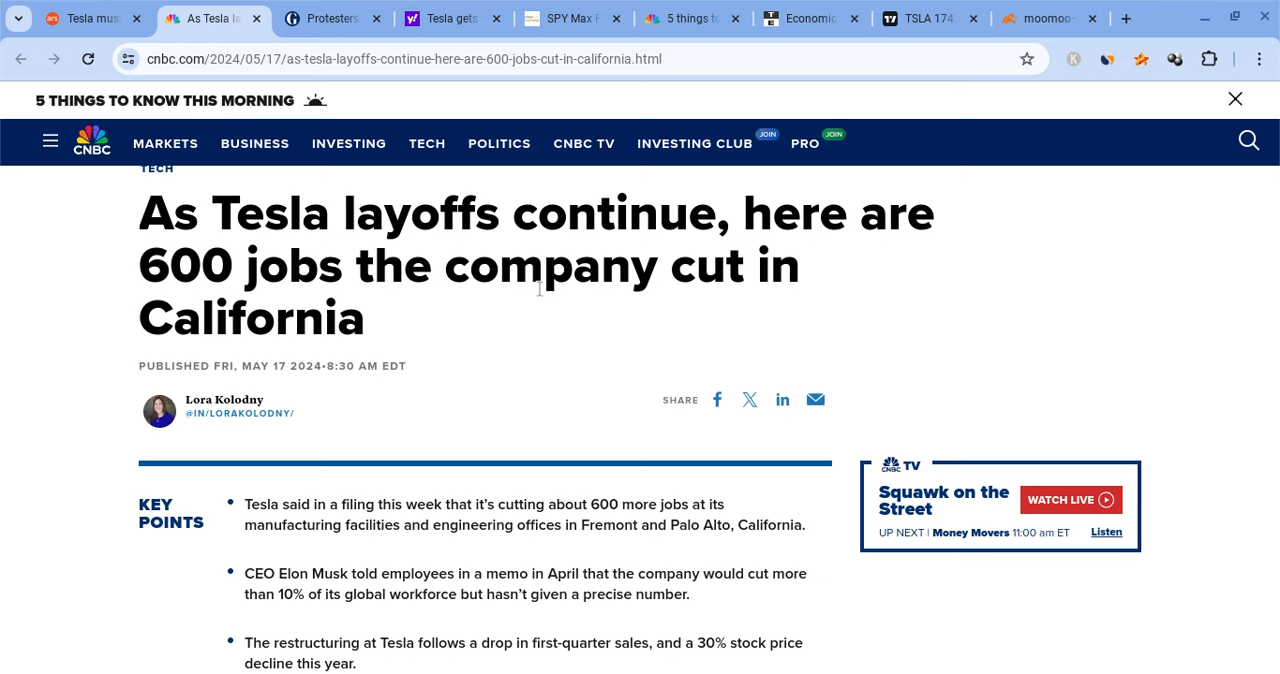 Tesla mus
As Tesla la
Protesters
Tesla gets
SPY Max F
5 things to
Economic
TSLA 174.
moomoo-
cnbc.com/2024/05/17/as-tesla-layoffs-continue-here-are-600-jobs-cut-in-california.html
5 THINGS TO KNOW THIS MORNING
CNBC
MARKETS BUSINESS INVESTING TECH POLITICS CNBC TV INVESTING CLUB JOIN PRO JOIN
TECH
As Tesla layoffs continue, here are
600 jobs the company cut in
California
PUBLISHED FRI, MAY 17 2024•8:30 AM EDT
Lora Kolodny
@IN/LORAKOLODNY/
SHARE
KEY
POINTS
• Tesla said in a filing this week that it’s cutting about 600 more jobs at its
manufacturing facilities and engineering offices in Fremont and Palo Alto, California.
• CEO Elon Musk told employees in a memo in April that the company would cut more
than 10% of its global workforce but hasn’t given a precise number.
• The restructuring at Tesla follows a drop in first-quarter sales, and a 30% stock price
decline this year.
CNBC TV
Squawk on the
Street
WATCH LIVE
UP NEXT | Money Movers 11:00 am ET
Listen